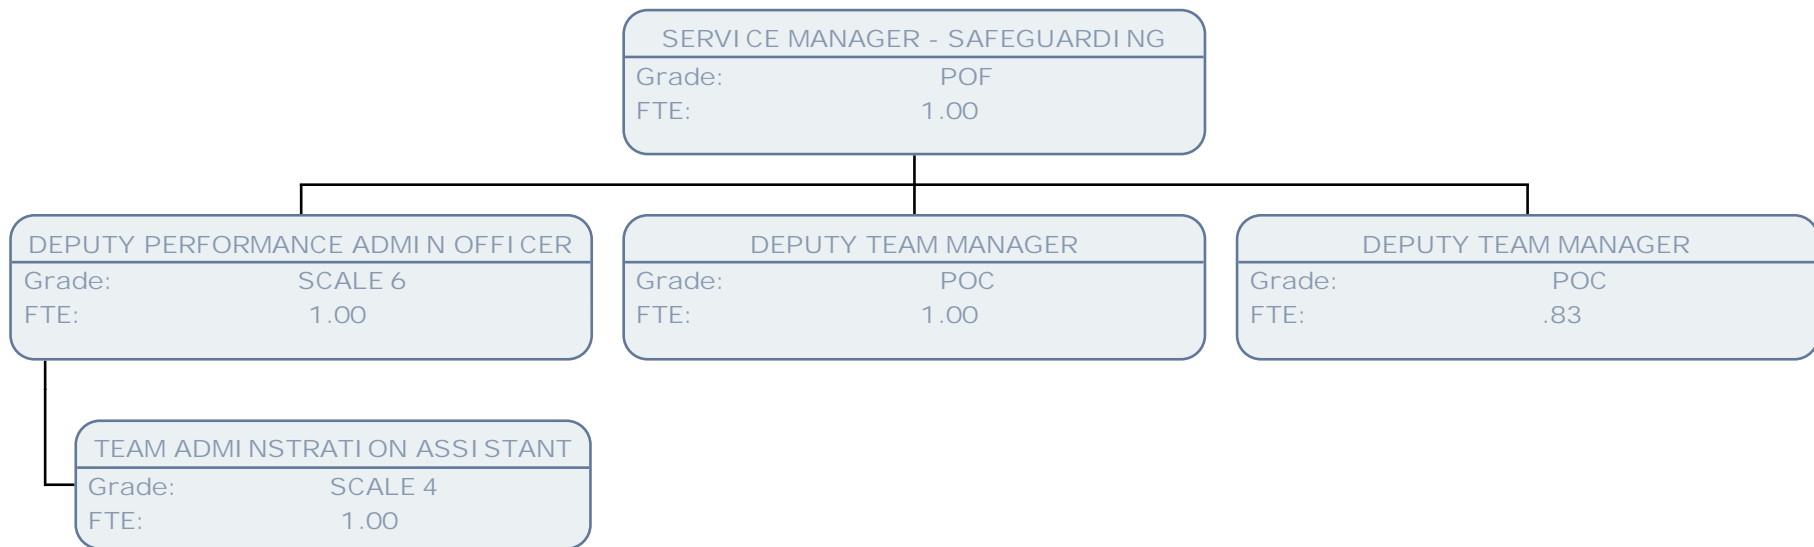 SERVICE MANAGER - SAFEGUARDING
Grade: POF
FTE: 1.00
DEPUTY PERFORMANCE ADMIN OFFICER
Grade: SCALE 6
FTE: 1.00
DEPUTY TEAM MANAGER
Grade: POC
FTE: 1.00
DEPUTY TEAM MANAGER
Grade: POC
FTE: .83
TEAM ADMINSTRATION ASSISTANT
Grade: SCALE 4
FTE: 1.00